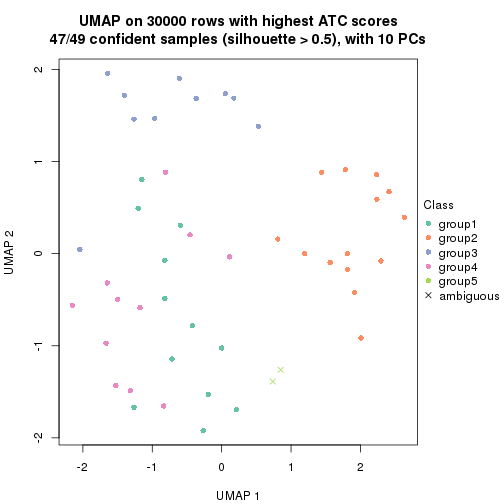 UMAP on 30000 rows with highest ATC scores
47/49 confident samples (silhouette > 0.5), with 10 PCs
2
1
0
-1
-2
UMAP 2
-2
-1
0
1
2
UMAP 1
Class
group1
group2
group3
group4
group5
ambiguous